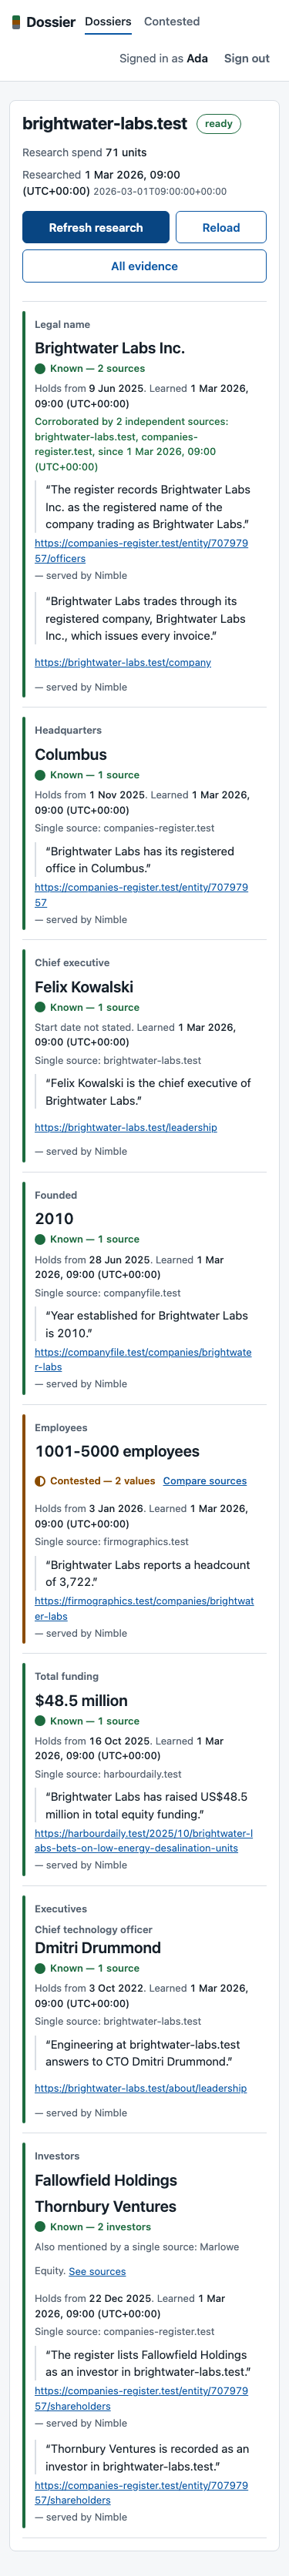 Dossier Dossiers Contested
Signed in as Ada Sign out
brightwater-labs.test ready
Research spend 71 units
Researched 1 Mar 2026, 09:00
(UTC+00:00) 2026-03-01T09:00:00+00:00
Refresh research Reload
All evidence
Legal name
Brightwater Labs Inc.
Known — 2 sources
Holds from 9 Jun 2025. Learned 1 Mar 2026,
09:00 (UTC+00:00)
Corroborated by 2 independent sources:
brightwater-labs.test, companies-
register.test, since 1 Mar 2026, 09:00
(UTC+00:00)
“The register records Brightwater Labs
Inc. as the registered name of the
company trading as Brightwater Labs.”
https://companies-register.test/entity/707979
57/officers
— served by Nimble
“Brightwater Labs trades through its
registered company, Brightwater Labs
Inc., which issues every invoice.”
https://brightwater-labs.test/company
— served by Nimble
Headquarters
Columbus
Known — 1 source
Holds from 1 Nov 2025. Learned 1 Mar 2026,
09:00 (UTC+00:00)
Single source: companies-register.test
“Brightwater Labs has its registered
office in Columbus.”
https://companies-register.test/entity/707979
57
— served by Nimble
Chief executive
Felix Kowalski
Known — 1 source
Start date not stated. Learned 1 Mar 2026,
09:00 (UTC+00:00)
Single source: brightwater-labs.test
“Felix Kowalski is the chief executive of
Brightwater Labs.”
https://brightwater-labs.test/leadership
— served by Nimble
Founded
2010
Known — 1 source
Holds from 28 Jun 2025. Learned 1 Mar
2026, 09:00 (UTC+00:00)
Single source: companyfile.test
“Year established for Brightwater Labs
is 2010.”
https://companyfile.test/companies/brightwate
r-labs
— served by Nimble
Employees
1001-5000 employees
Contested — 2 values Compare sources
Holds from 3 Jan 2026. Learned 1 Mar 2026,
09:00 (UTC+00:00)
Single source: firmographics.test
“Brightwater Labs reports a headcount
of 3,722.”
https://firmographics.test/companies/brightwat
er-labs
— served by Nimble
Total funding
$48.5 million
Known — 1 source
Holds from 16 Oct 2025. Learned 1 Mar
2026, 09:00 (UTC+00:00)
Single source: harbourdaily.test
“Brightwater Labs has raised US$48.5
million in total equity funding.”
https://harbourdaily.test/2025/10/brightwater-l
abs-bets-on-low-energy-desalination-units
— served by Nimble
Executives
Chief technology officer
Dmitri Drummond
Known — 1 source
Holds from 3 Oct 2022. Learned 1 Mar 2026,
09:00 (UTC+00:00)
Single source: brightwater-labs.test
“Engineering at brightwater-labs.test
answers to CTO Dmitri Drummond.”
https://brightwater-labs.test/about/leadership
— served by Nimble
Investors
Fallowfield Holdings
Thornbury Ventures
Known — 2 investors
Also mentioned by a single source: Marlowe
Equity. See sources
Holds from 22 Dec 2025. Learned 1 Mar
2026, 09:00 (UTC+00:00)
Single source: companies-register.test
“The register lists Fallowfield Holdings
as an investor in brightwater-labs.test.”
https://companies-register.test/entity/707979
57/shareholders
— served by Nimble
“Thornbury Ventures is recorded as an
investor in brightwater-labs.test.”
https://companies-register.test/entity/707979
57/shareholders
— served by Nimble